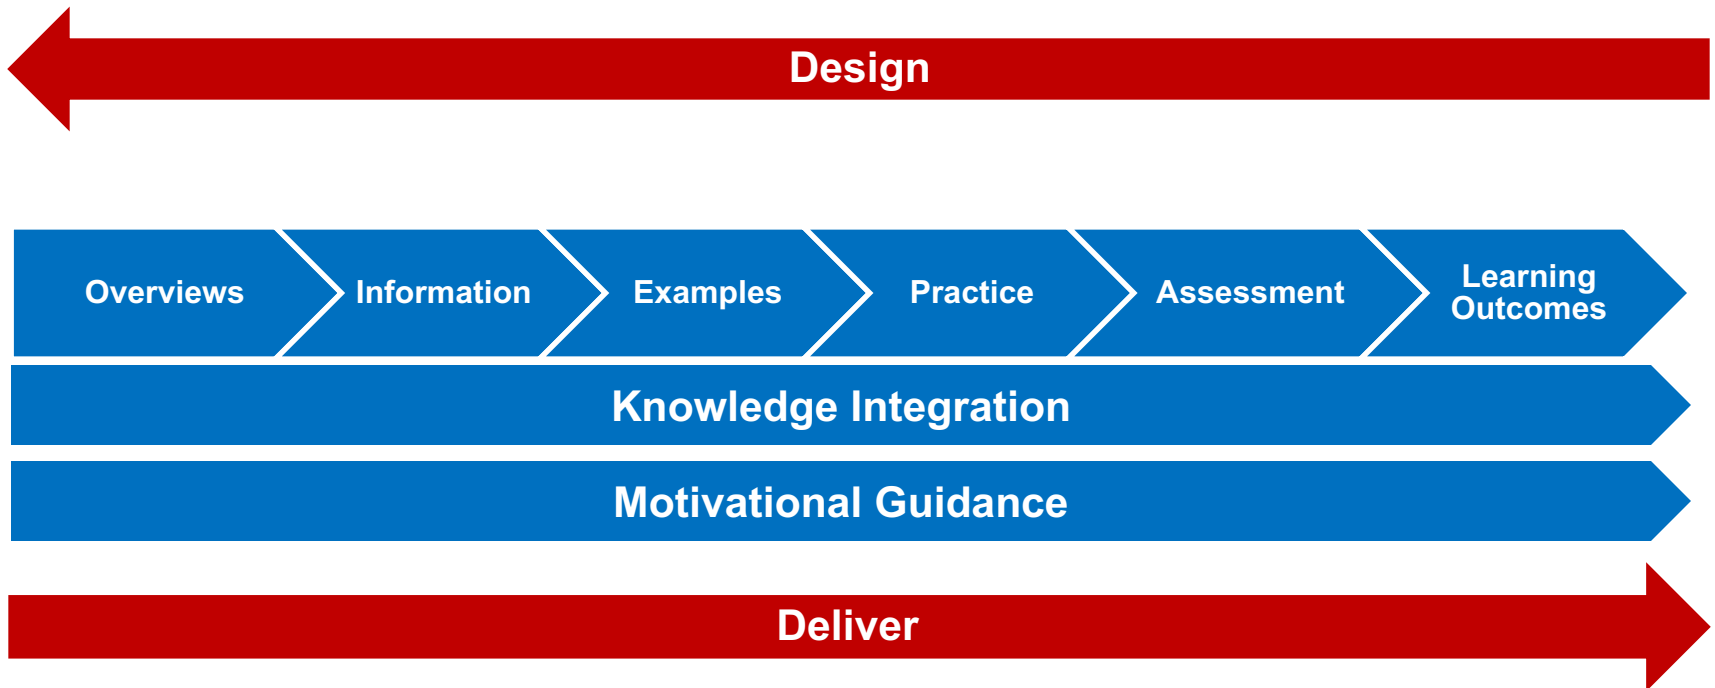 Design
Overviews
Information
Examples
Practice
Assessment
Learning
Outcomes
Knowledge Integration
Motivational Guidance
Deliver